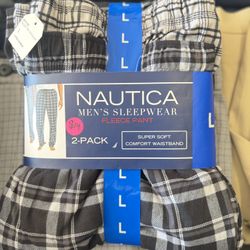 L
L
NAUTICA
MEN'S SLEEPWEAR
FLEECE PANT
2-PACK
SUPER SOFT
COMFORT WAISTBAND
L
L
L
L